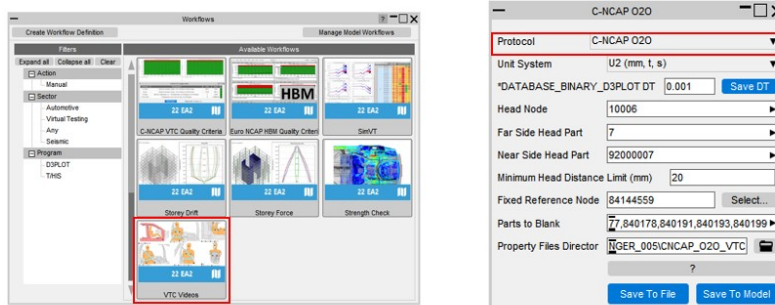 Workflows
?
Create Workflow Definition
Manage Model Workflows
Filters
Available Workflows
Expand all Collapse all Clear
Action
Manual
Sector
Automotive
Virtual Testing
Any
Seismic
Program
D3PLOT
T/HIS
HBM
22 EA2
22 EA2
22 EA2
C-NCAP VTC Quality Criteria
Euro NCAP HBM Quality Criteri
SimVT
22 EA2
22 EA2
22 EA2
Storey Drift
Storey Force
Strength Check
22 EA2
VTC Videos
C-NCAP O2O
Protocol C-NCAP O2O
Unit System U2 (mm, t, s)
*DATABASE_BINARY_D3PLOT DT 0.001 Save DT
Head Node 10006
Far Side Head Part 7
Near Side Head Part 92000007
Minimum Head Distance Limit (mm) 20
Fixed Reference Node 84144559 Select...
Parts to Blank 77,840178,840191,840193,840199
Property Files Director NGER_005\CNCAP_O2O_VTC
?
Save To File Save To Model